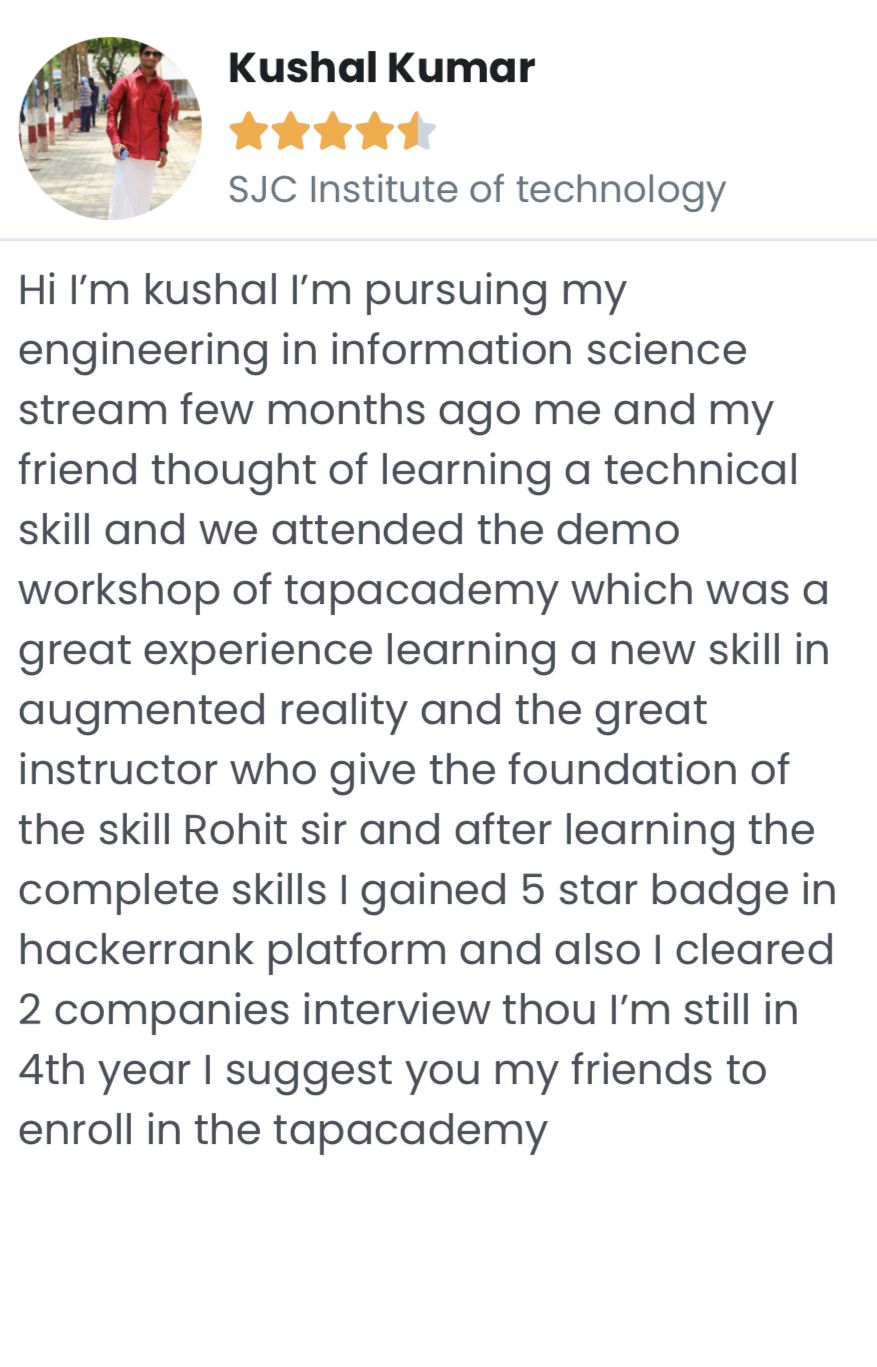 Kushal Kumar
SJC Institute of technology
Hi I’m kushal I’m pursuing my
engineering in information science
stream few months ago me and my
friend thought of learning a technical
skill and we attended the demo
workshop of tapacademy which was a
great experience learning a new skill in
augmented reality and the great
instructor who give the foundation of
the skill Rohit sir and after learning the
complete skills I gained 5 star badge in
hackerrank platform and also I cleared
2 companies interview thou I’m still in
4th year I suggest you my friends to
enroll in the tapacademy